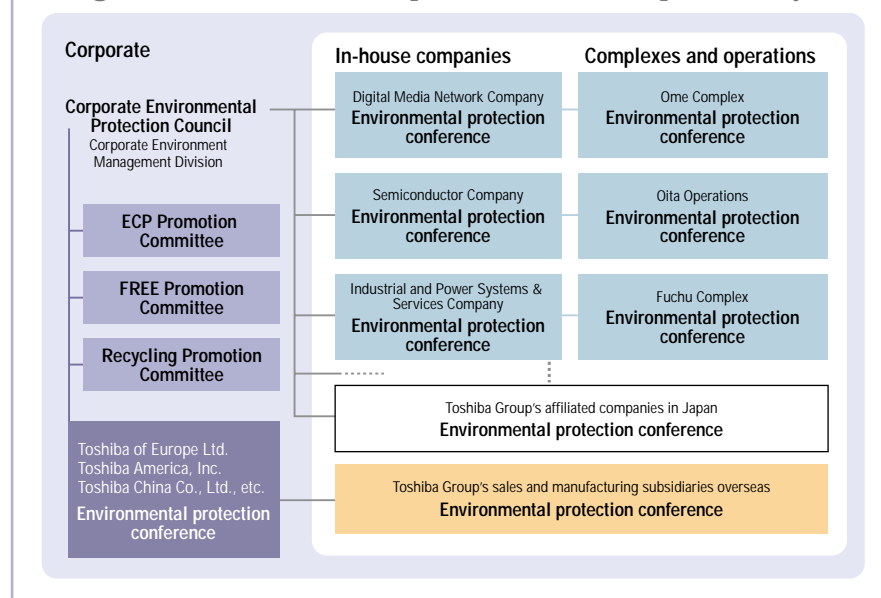 Corporate
Corporate Environmental
Protection Council
Corporate Environment
Management Division
ECP Promotion
Committee
FREE Promotion
Committee
Recycling Promotion
Committee
Toshiba of Europe Ltd.
Toshiba America, Inc.
Toshiba China Co., Ltd., etc.
Environmental protection
conference
In-house companies
Complexes and operations
Digital Media Network Company
Environmental protection
conference
Ome Complex
Environmental protection
conference
Semiconductor Company
Environmental protection
conference
Oita Operations
Environmental protection
conference
Industrial and Power Systems &
Services Company
Environmental protection
conference
Fuchu Complex
Environmental protection
conference
Toshiba Group's affiliated companies in Japan
Environmental protection conference
Toshiba Group's sales and manufacturing subsidiaries overseas
Environmental protection conference